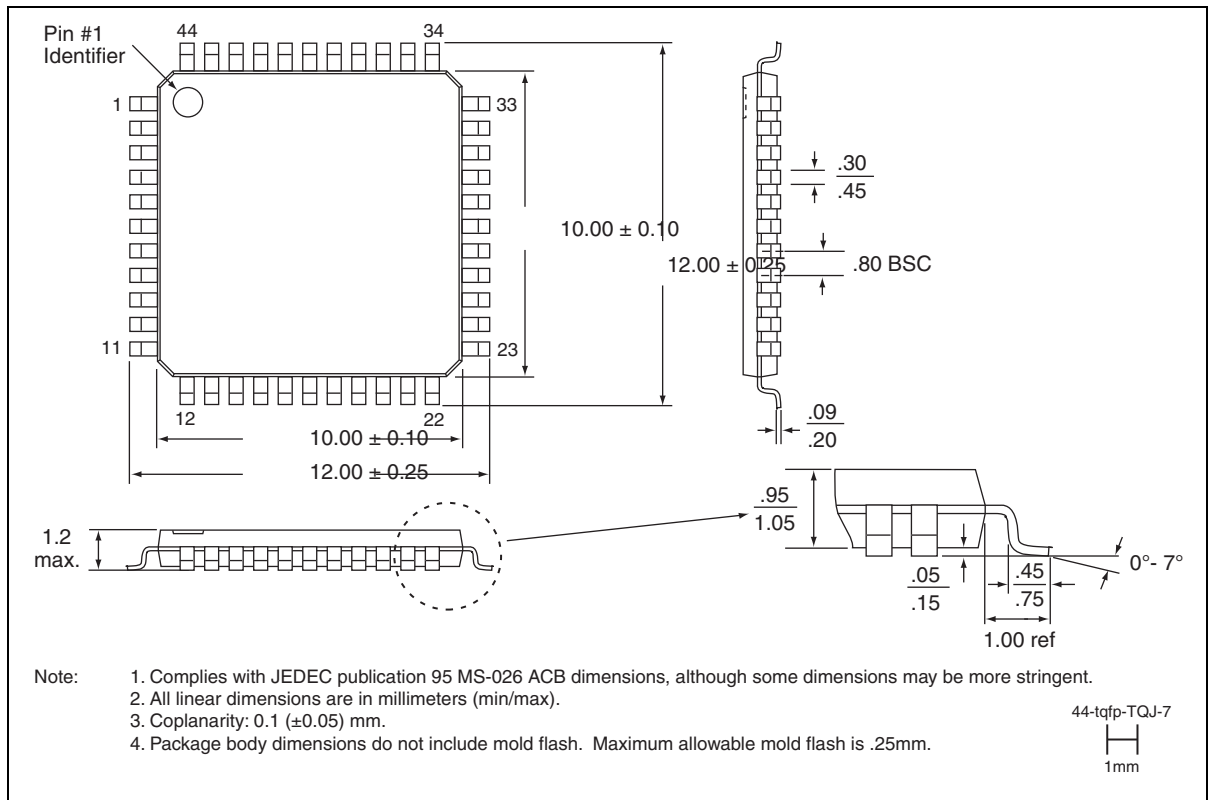 Pin #1
Identifier
44
34
1
33
11
23
12
22
10.00 ± 0.10
12.00 ± 0.25
10.00 ± 0.10
12.00 ± 0.25
.30
.45
.80 BSC
.09
.20
1.2
max.
.95
1.05
.05
.15
.45
.75
0°- 7°
1.00 ref
Note:
1. Complies with JEDEC publication 95 MS-026 ACB dimensions, although some dimensions may be more stringent.
2. All linear dimensions are in millimeters (min/max).
3. Coplanarity: 0.1 (±0.05) mm.
4. Package body dimensions do not include mold flash. Maximum allowable mold flash is .25mm.
44-tqfp-TQJ-7
1mm